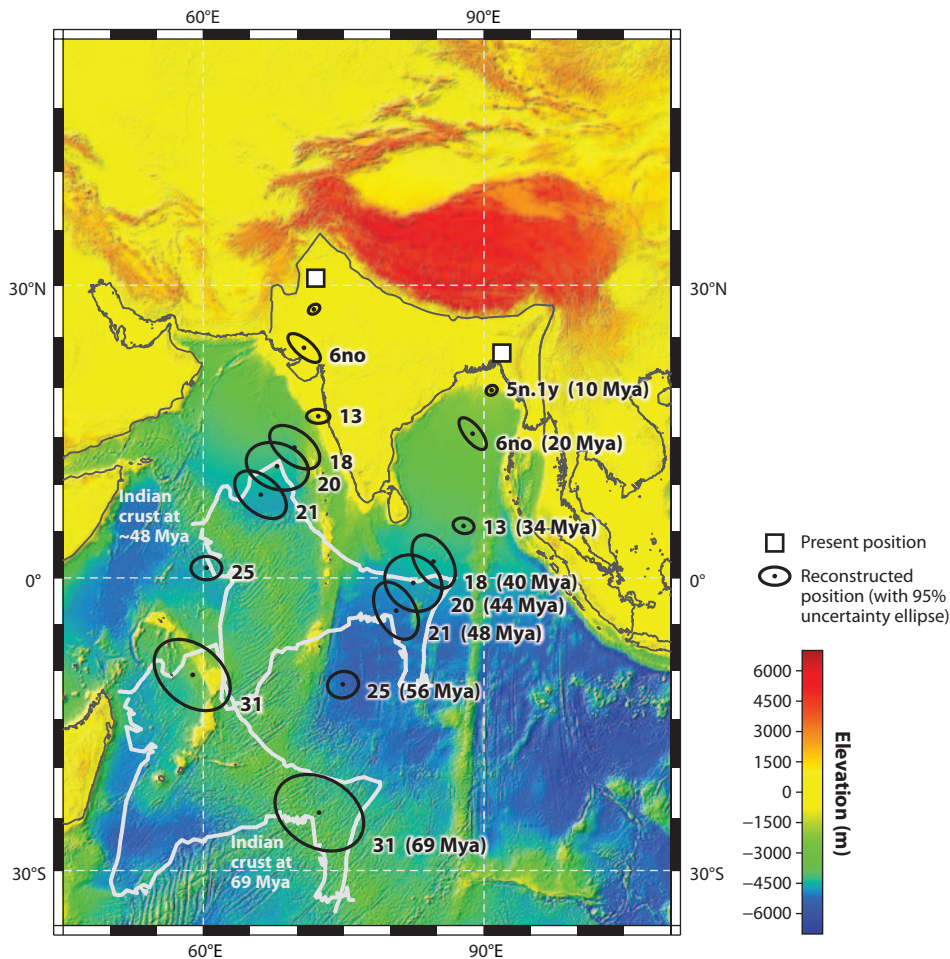 60°E
90°E
30°N
30°N
6no
5n.1y (10 Mya)
13
6no (20 Mya)
18
20
Indian
crust at
~48 Mya
21
13 (34 Mya)
Present position
0°
25
0°
18 (40 Mya)
Reconstructed
position (with 95%
uncertainty ellipse)
20 (44 Mya)
21 (48 Mya)
31
25 (56 Mya)
6000
4500
3000
1500
0
−1500
−3000
−4500
−6000
Elevation (m)
31 (69 Mya)
Indian
crust at
69 Mya
30°S
30°S
60°E
90°E